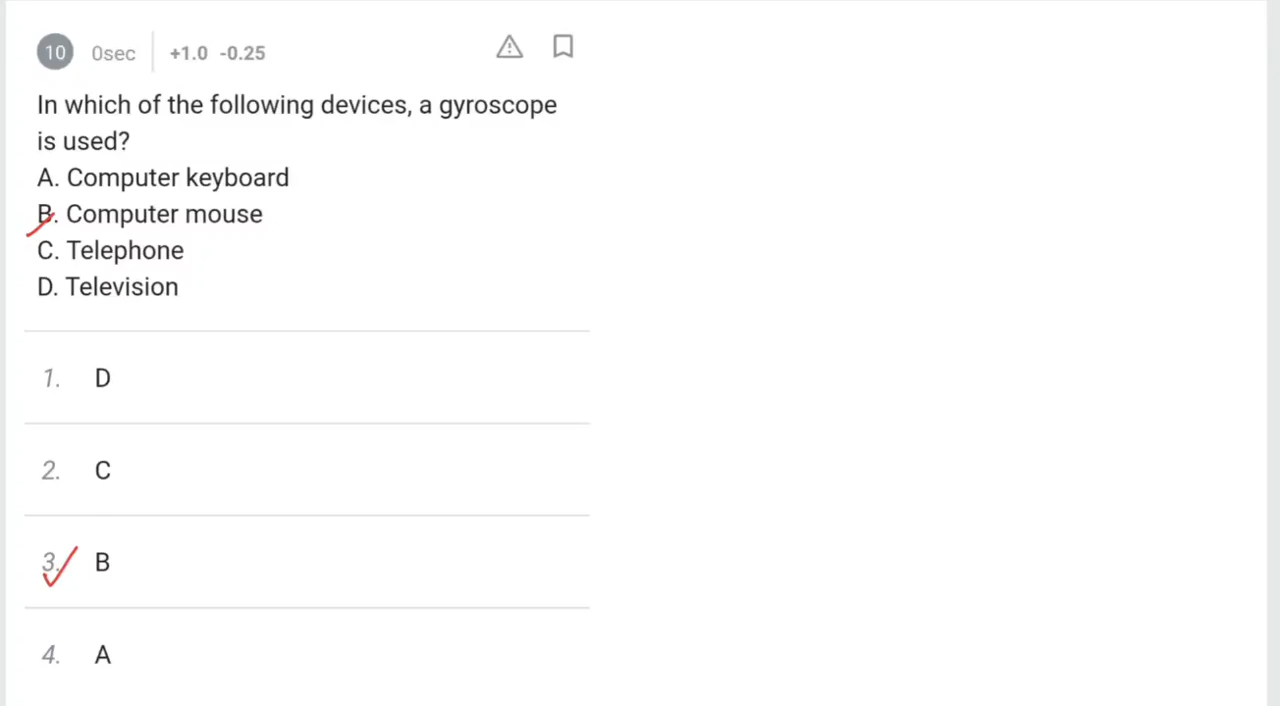 10 0sec +1.0 -0.25
In which of the following devices, a gyroscope
is used?
A. Computer keyboard
B. Computer mouse
C. Telephone
D. Television
1. D
2. C
3. B
4. A